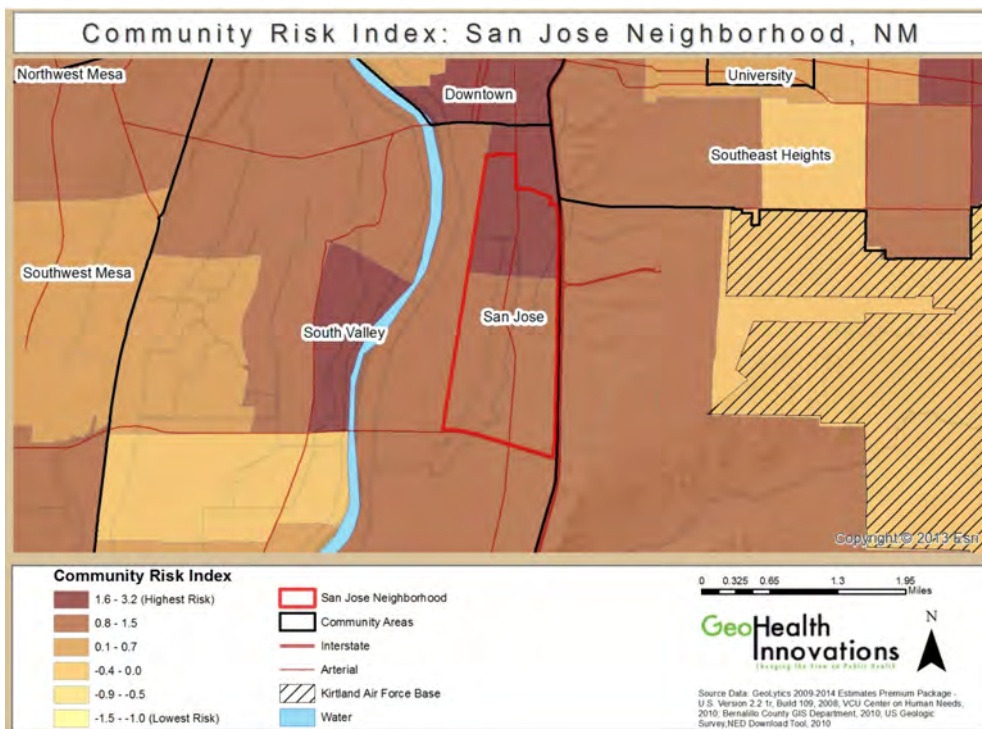 Community Risk Index: San Jose Neighborhood, NM
Northwest Mesa
Downtown
University
Southeast Heights
Southwest Mesa
South Valley
San Jose
Copyright © 2013 Esri
Community Risk Index
1.6 - 3.2 (Highest Risk)
0.8 - 1.5
0.1 - 0.7
-0.4 - 0.0
-0.9 - -0.5
-1.5 - -1.0 (Lowest Risk)
San Jose Neighborhood
Community Areas
Interstate
Arterial
Kirtland Air Force Base
Water
0 0.325 0.65 1.3 1.95
Miles
GeoHealth
Innovations
Changing the View on Public Health
N
Source Data: GeoLytics 2009-2014 Estimates Premium Package -
U.S. Version 2.2 1r, Build 109, 2008; VCU Center on Human Needs,
2010; Bernalillo County GIS Department, 2010; US Geologic
Survey,NED Download Tool, 2010